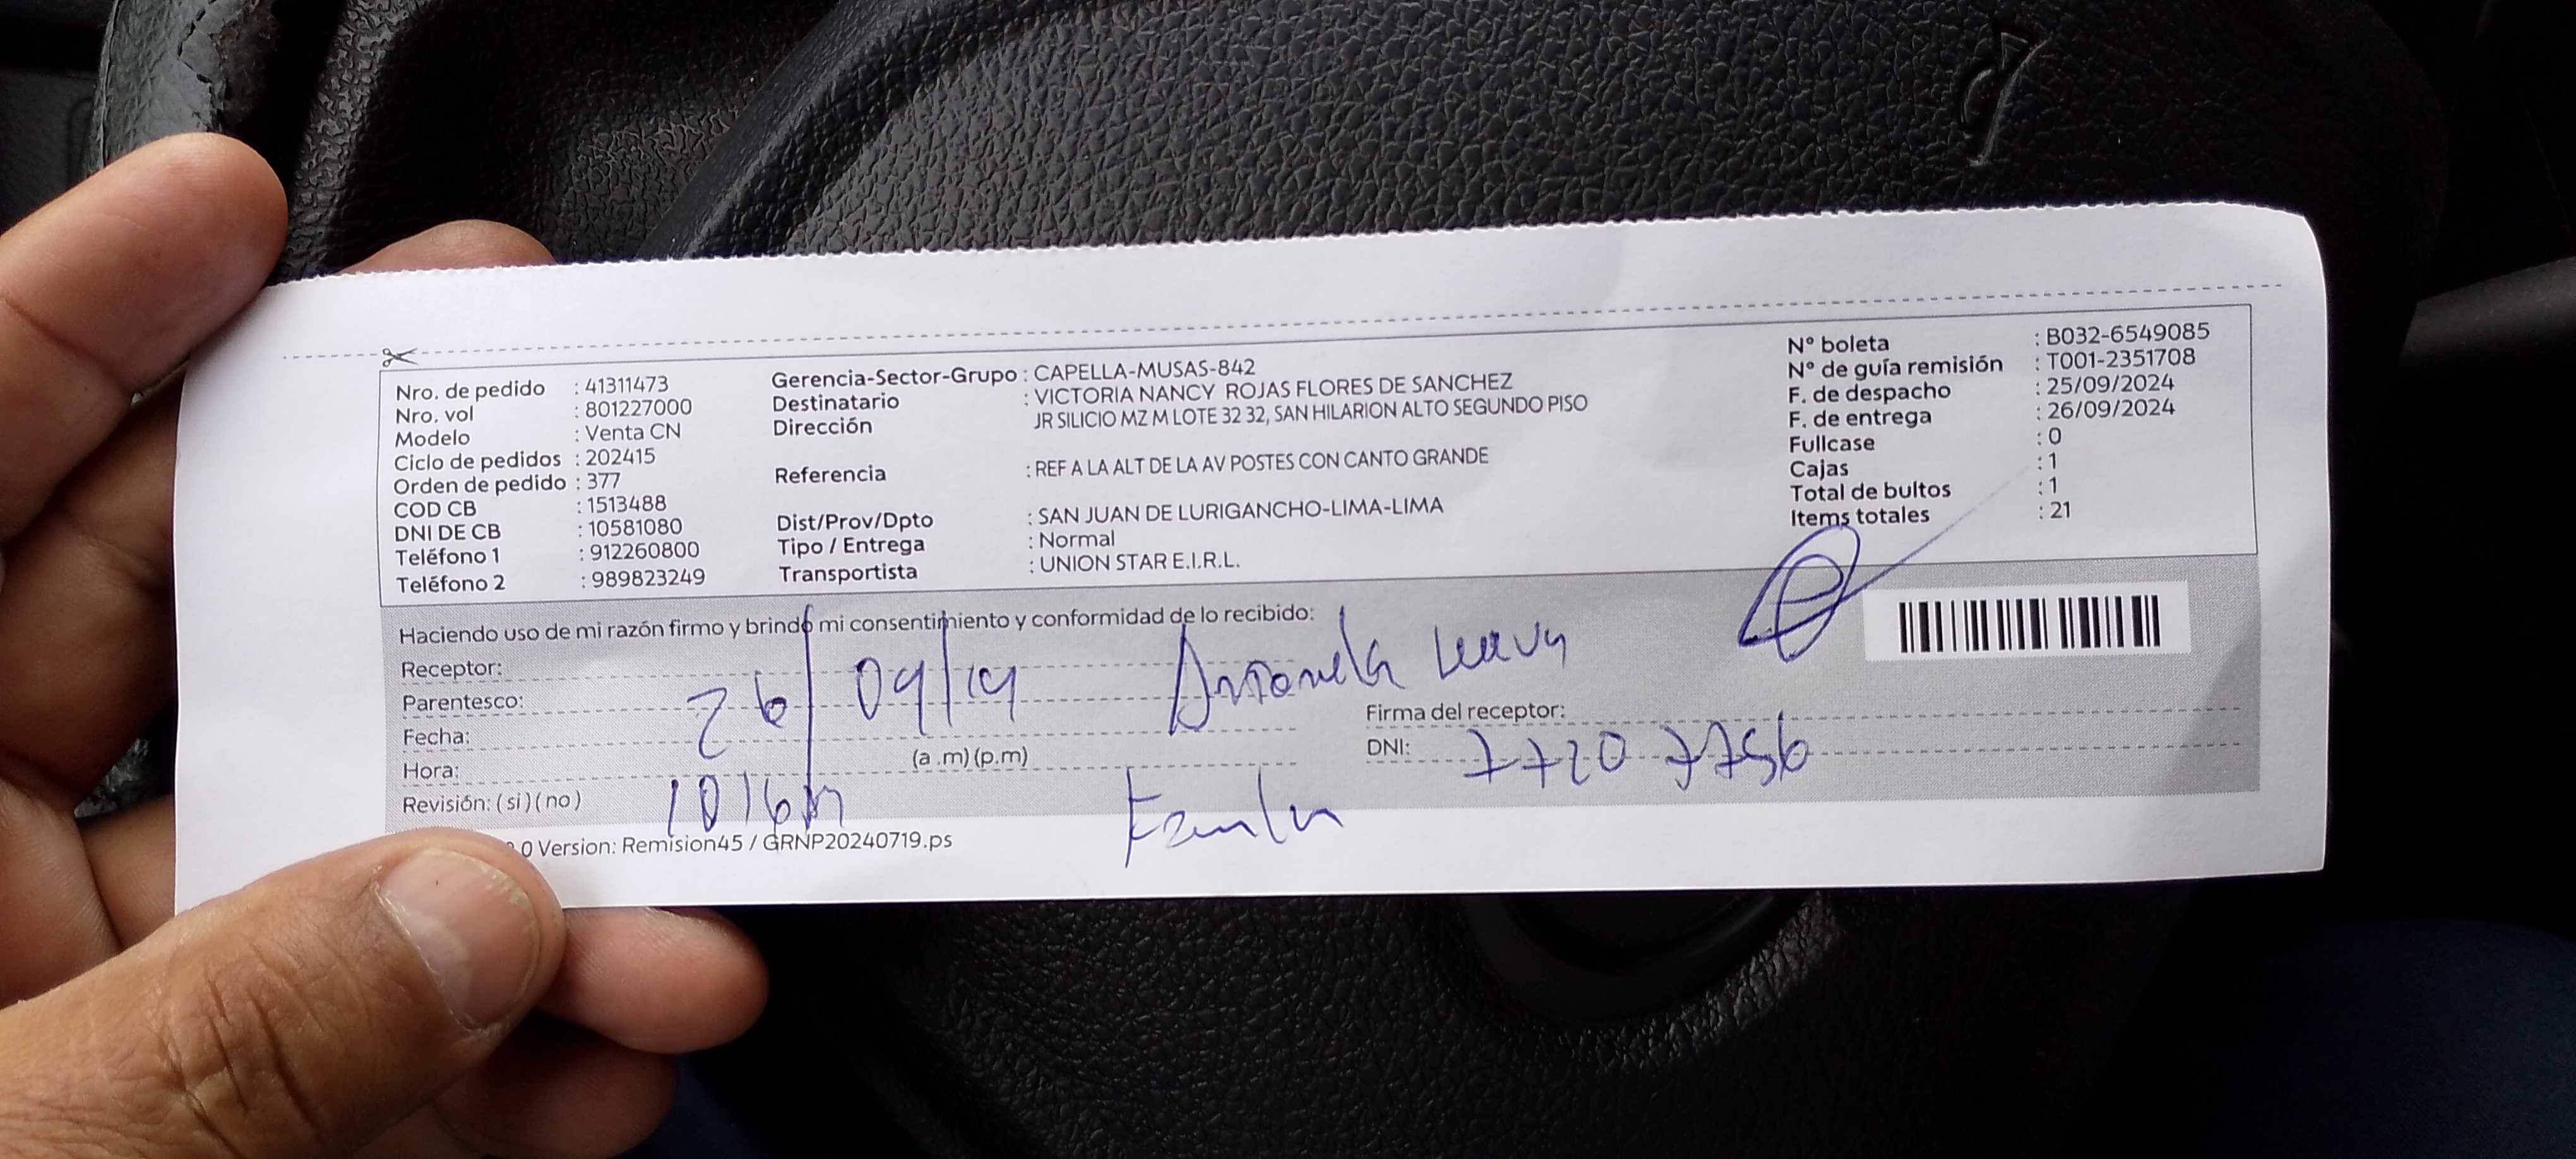 Nro. de pedido : 41311473
Nro. vol : 801227000
Modelo : Venta CN
Ciclo de pedidos : 202415
Orden de pedido : 377
COD CB : 1513488
DNI DE CB : 10581080
Teléfono 1 : 912260800
Teléfono 2 : 989823249
Gerencia-Sector-Grupo : CAPELLA-MUSAS-842
Destinatario : VICTORIA NANCY ROJAS FLORES DE SANCHEZ
Dirección JR SILICIO MZ M LOTE 32 32, SAN HILARION ALTO SEGUNDO PISO
Referencia : REF A LA ALT DE LA AV POSTES CON CANTO GRANDE
Dist/Prov/Dpto : SAN JUAN DE LURIGANCHO-LIMA-LIMA
Tipo / Entrega : Normal
Transportista : UNION STAR E.I.R.L.
N° boleta : B032-6549085
N° de guía remisión : T001-2351708
F. de despacho : 25/09/2024
F. de entrega : 26/09/2024
Fullcase : 0
Cajas : 1
Total de bultos : 1
Items totales : 21
Haciendo uso de mi razón firmo y brindo mi consentimiento y conformidad de lo recibido:
Receptor:
Parentesco:
Fecha: 26/09/
Hora: (a .m)(p.m)
Revisión: (si)(no)
Firma del receptor:
DNI: 7720 7756
0 Version: Remision45 / GRNP20240719.ps